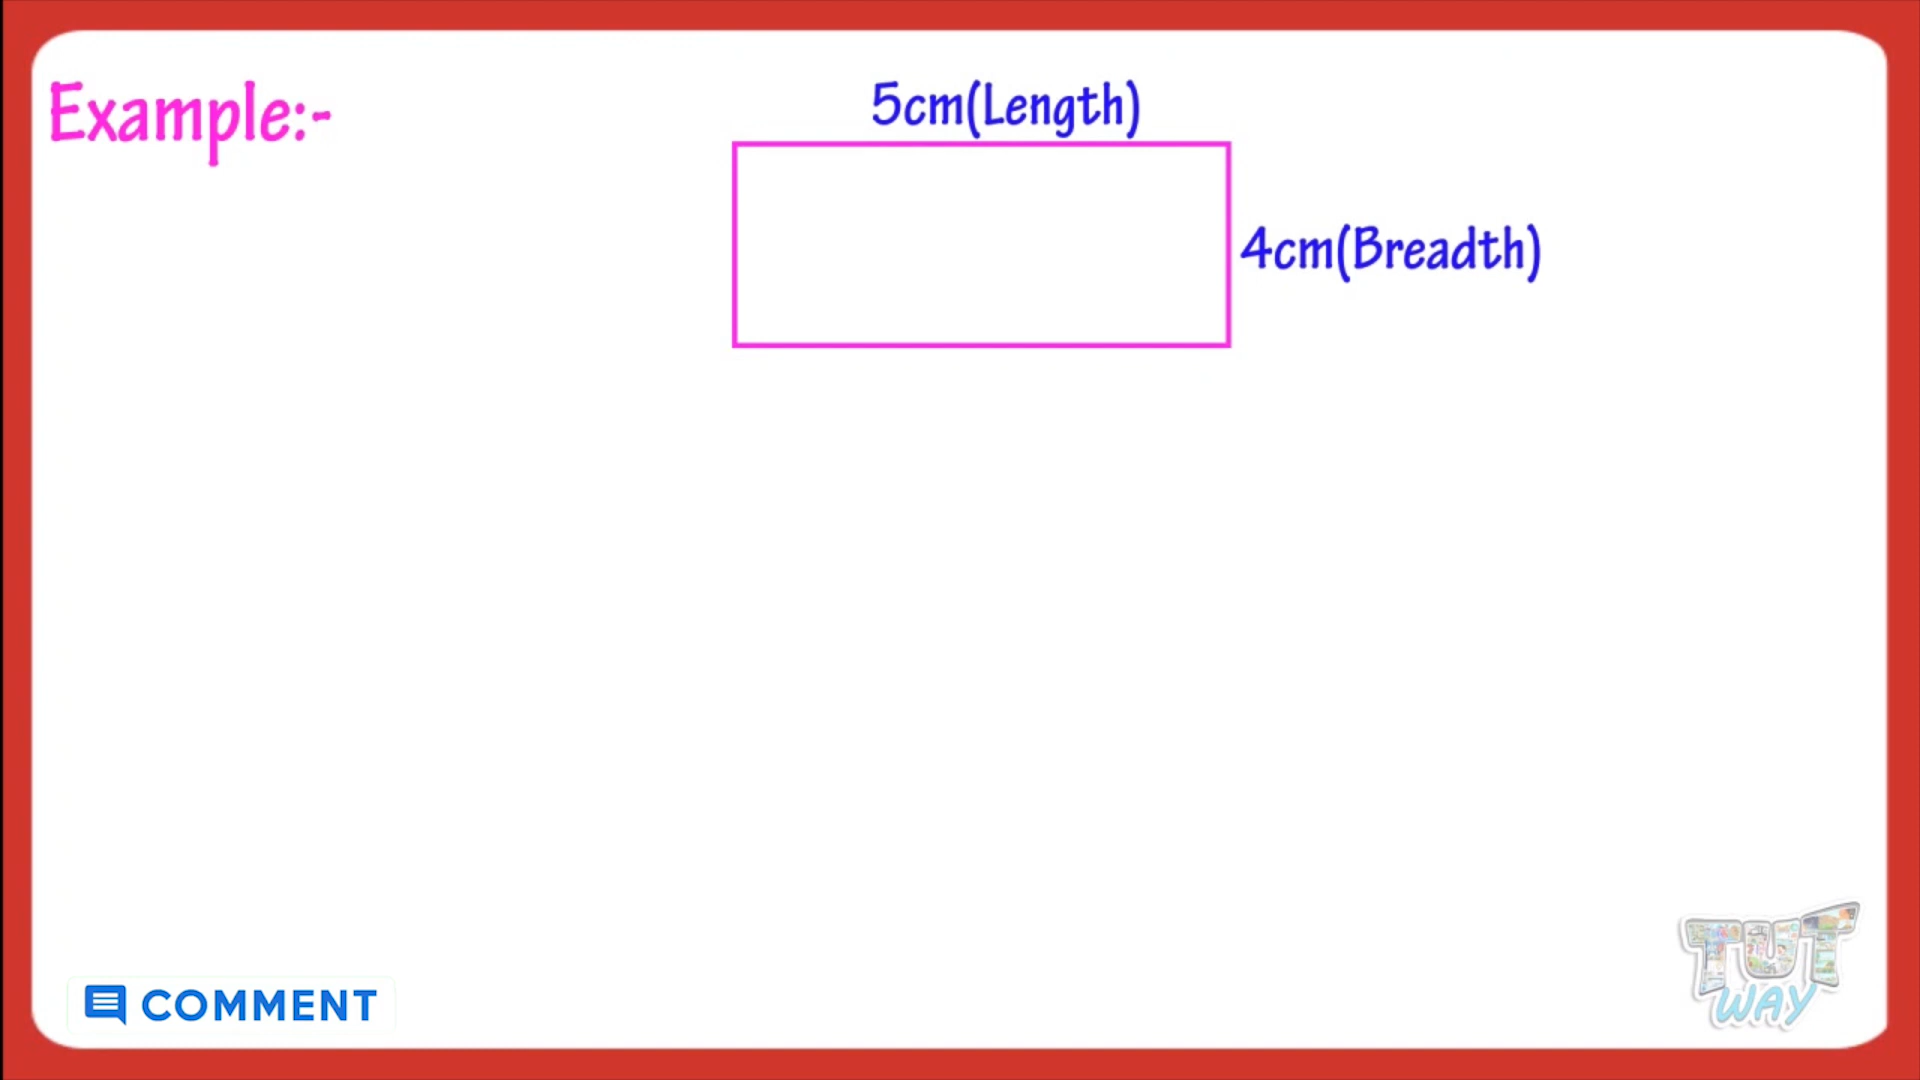 Example:-
5cm(Length)
4cm(Breadth)
COMMENT
TUT
WAY